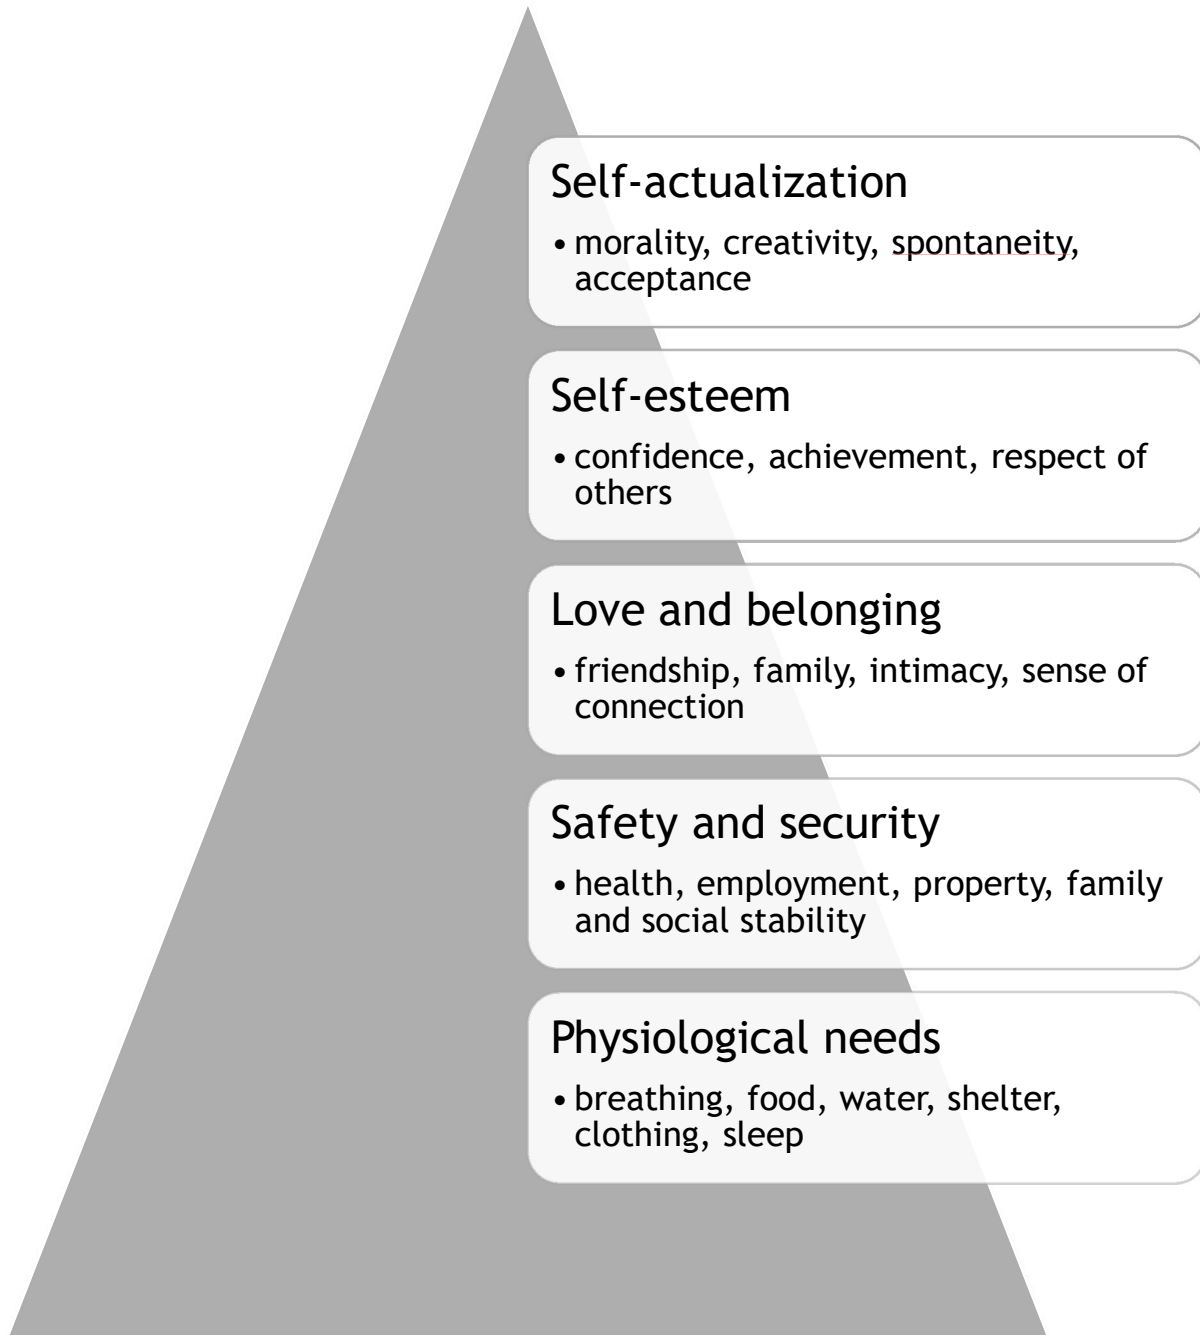 Self-actualization
• morality, creativity, spontaneity,
acceptance
Self-esteem
• confidence, achievement, respect of
others
Love and belonging
• friendship, family, intimacy, sense of
connection
Safety and security
• health, employment, property, family
and social stability
Physiological needs
• breathing, food, water, shelter,
clothing, sleep